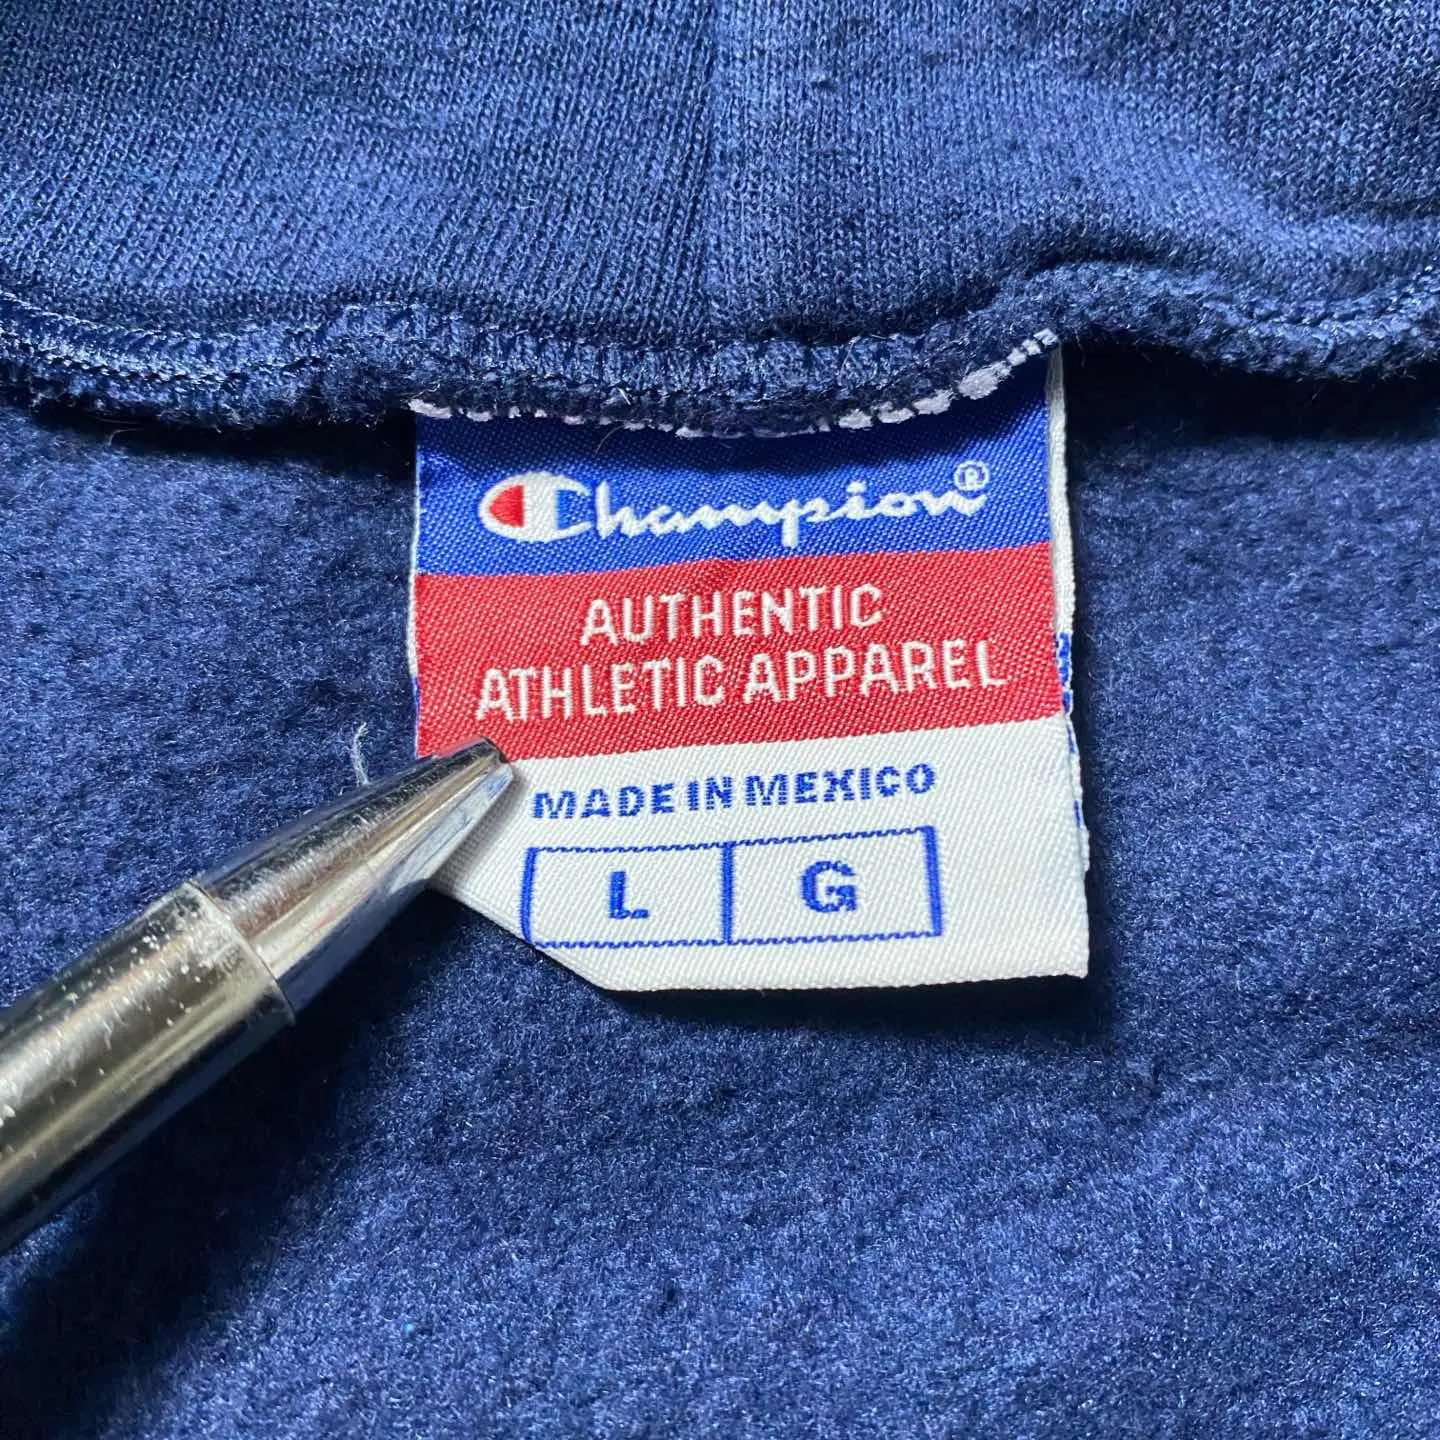 Champion®
AUTHENTIC
ATHLETIC APPAREL
MADE IN MEXICO
L G